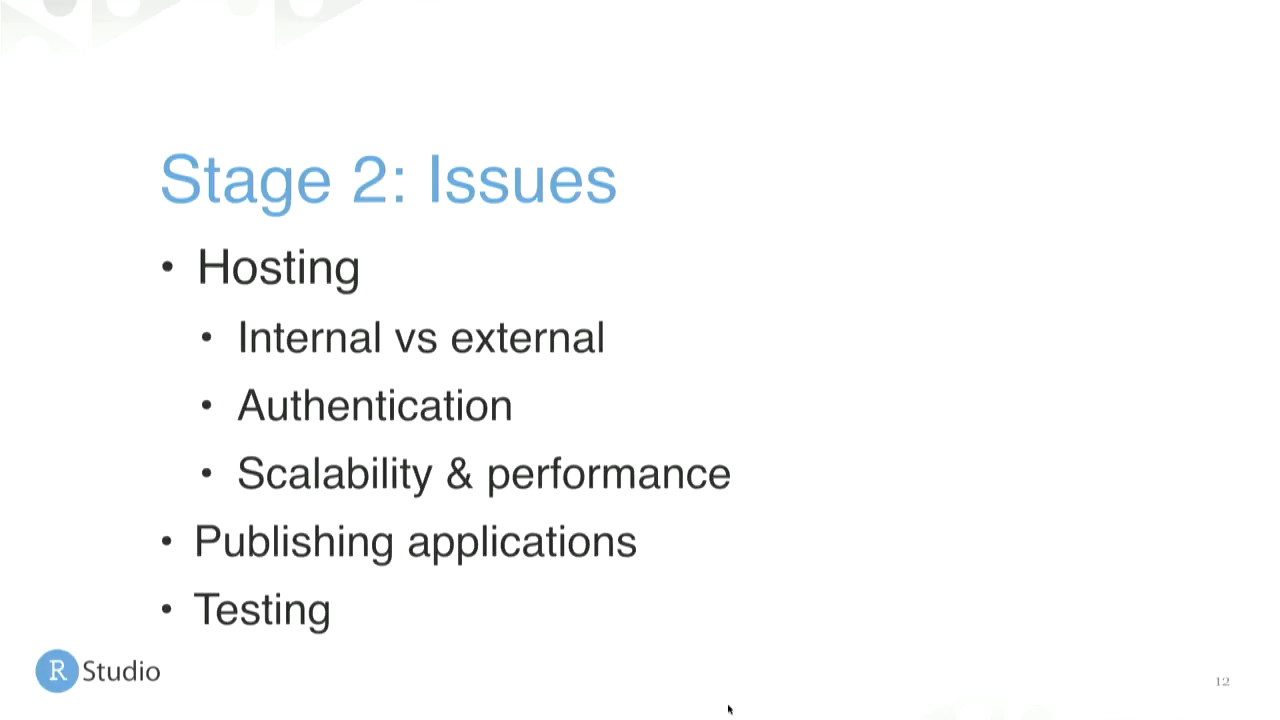 Stage 2: Issues
• Hosting
• Internal vs external
• Authentication
• Scalability & performance
• Publishing applications
• Testing
R Studio
12